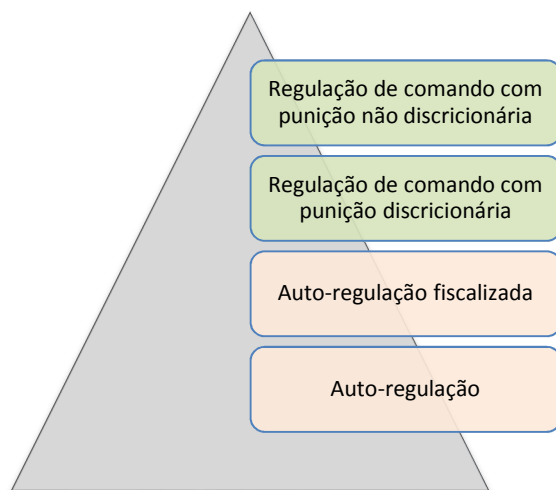 Regulação de comando com
punição não discricionária
Regulação de comando com
punição discricionária
Auto-regulação fiscalizada
Auto-regulação